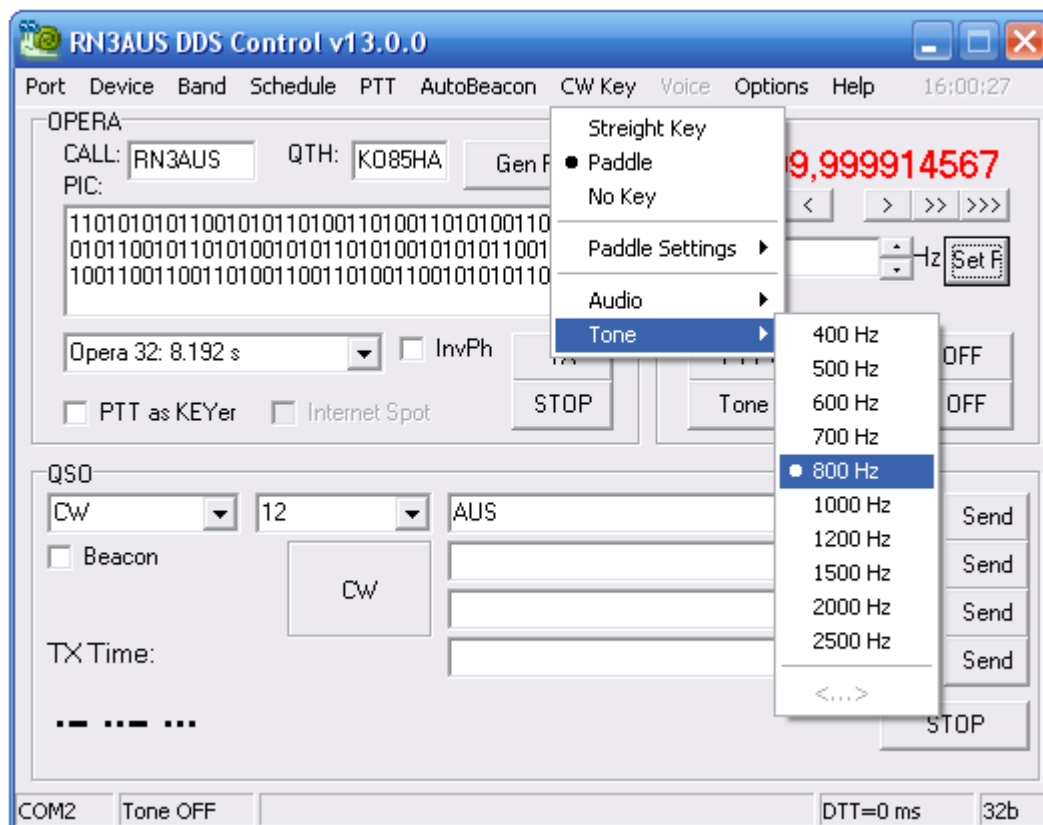 RN3AUS DDS Control v13.0.0
Port Device Band Schedule PTT AutoBeacon CW Key Voice Options Help 16:00:27
OPERA
CALL: RN3AUS QTH: KO85HA Gen
PIC:
Streight Key
Paddle
No Key
Paddle Settings
Audio
Tone
9,999914567
< > >> >>>
1101010101100101011010011010011010100110
0101100101101010010101101010010101011001
1001100110011010011001101001100101010110
Hz Set F
Opera 32: 8.192 s InvPh OFF
PTT as KEYer Internet Spot STOP Tone OFF
400 Hz
500 Hz
600 Hz
700 Hz
800 Hz
1000 Hz
1200 Hz
1500 Hz
2000 Hz
2500 Hz
<...>
QSO
CW 12 AUS Send
Beacon CW Send
Send
TX Time: Send
.- ..- ...
STOP
COM2 Tone OFF DTT=0 ms 32b